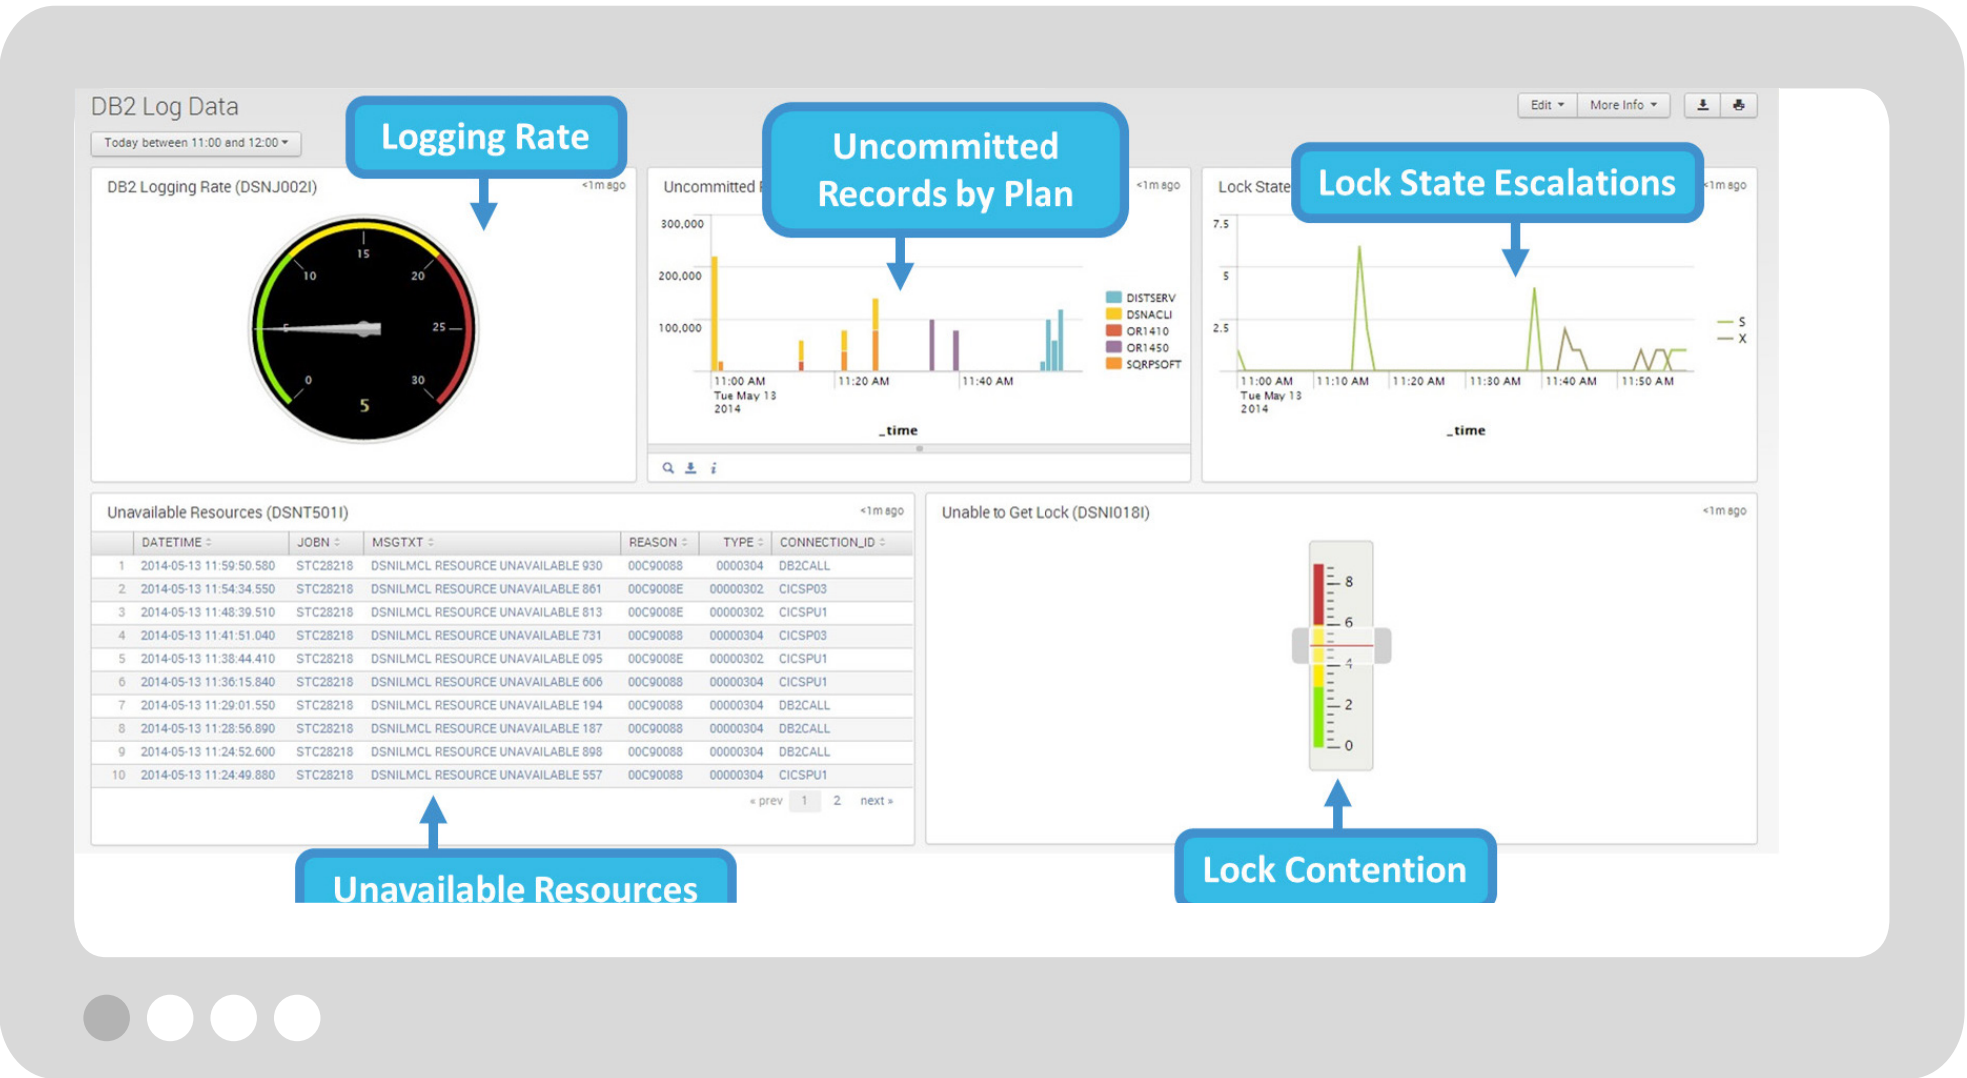 DB2 Log Data
Edit
More Info
Today between 11:00 and 12:00
Logging Rate
Uncommitted
Records by Plan
Lock State Escalations
DB2 Logging Rate (DSNJ002I)
<1m ago
0
5
10
15
20
25
30
5
Uncommitted
<1m ago
300,000
200,000
100,000
DISTSERV
DSNACLI
OR1410
OR1450
SQRPSOFT
11:00 AM
11:20 AM
11:40 AM
Tue May 13
2014
_time
i
Lock State
<1m ago
7.5
5
2.5
S
X
11:00 AM
11:10 AM
11:20 AM
11:30 AM
11:40 AM
11:50 AM
Tue May 13
2014
_time
Unavailable Resources (DSNT501I)
<1m ago
DATETIME JOBN MSGTXT REASON TYPE CONNECTION_ID
1 2014-05-13 11:59:50.580 STC28218 DSNILMCL RESOURCE UNAVAILABLE 930 00C90088 0000304 DB2CALL
2 2014-05-13 11:54:34.550 STC28218 DSNILMCL RESOURCE UNAVAILABLE 861 00C9008E 00000302 CICSP03
3 2014-05-13 11:48:39.510 STC28218 DSNILMCL RESOURCE UNAVAILABLE 813 00C9008E 00000302 CICSPU1
4 2014-05-13 11:41:51.040 STC28218 DSNILMCL RESOURCE UNAVAILABLE 731 00C90088 00000304 CICSP03
5 2014-05-13 11:38:44.410 STC28218 DSNILMCL RESOURCE UNAVAILABLE 095 00C9008E 00000302 CICSPU1
6 2014-05-13 11:36:15.840 STC28218 DSNILMCL RESOURCE UNAVAILABLE 606 00C90088 00000304 CICSPU1
7 2014-05-13 11:29:01.550 STC28218 DSNILMCL RESOURCE UNAVAILABLE 194 00C90088 00000304 DB2CALL
8 2014-05-13 11:28:56.890 STC28218 DSNILMCL RESOURCE UNAVAILABLE 187 00C90088 00000304 DB2CALL
9 2014-05-13 11:24:52.600 STC28218 DSNILMCL RESOURCE UNAVAILABLE 898 00C90088 00000304 DB2CALL
10 2014-05-13 11:24:49.880 STC28218 DSNILMCL RESOURCE UNAVAILABLE 557 00C90088 00000304 CICSPU1
« prev 1 2 next »
Unavailable Resources
Unable to Get Lock (DSNI018I)
<1m ago
8
6
4
2
0
Lock Contention